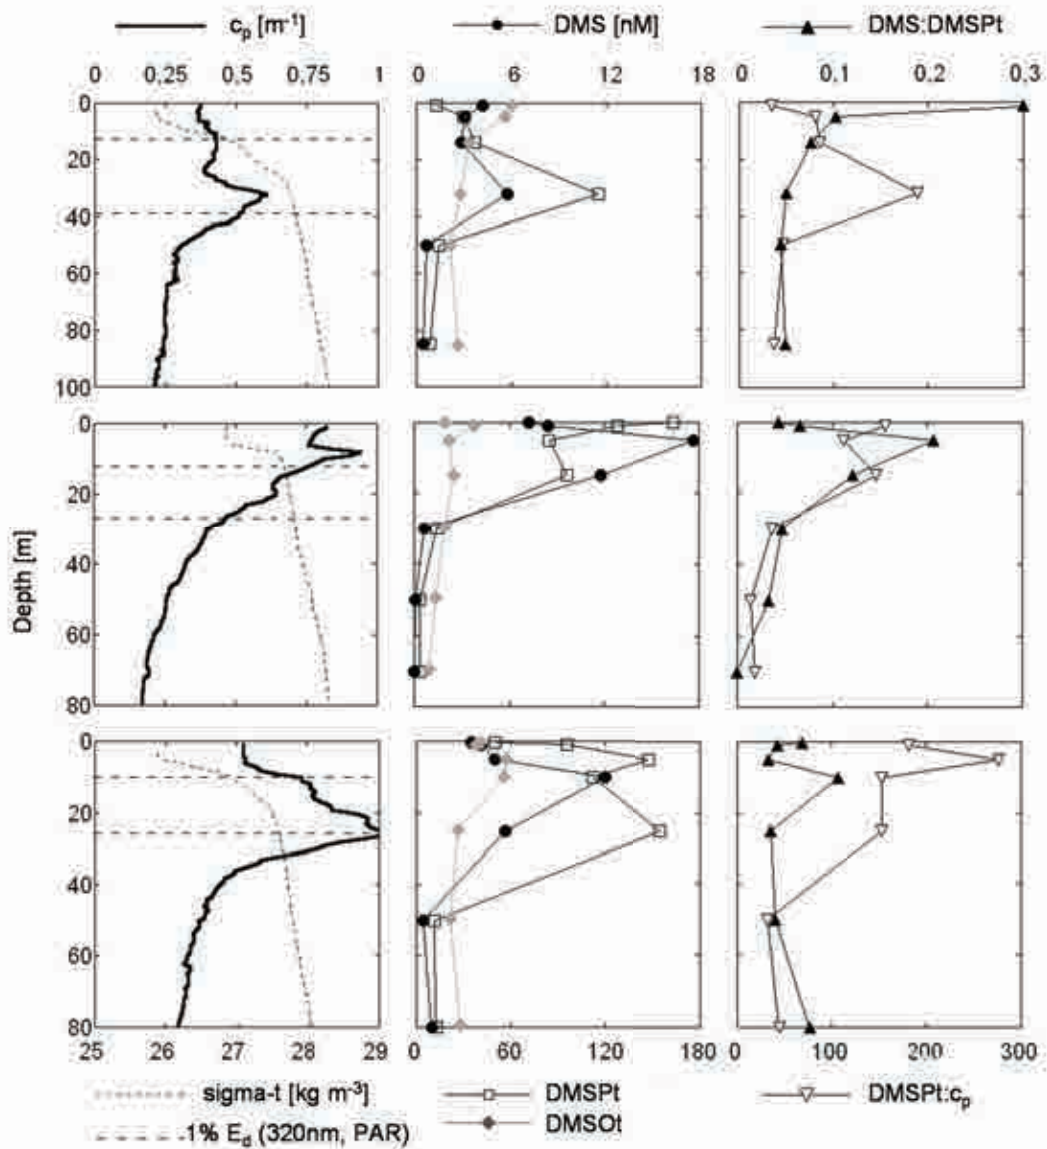 c_p [m⁻¹] DMS [nM] DMS:DMSPt
0 0,25 0,5 0,75 1 0 6 12 18 0 0,1 0,2 0,3
0
20
40
60
80
100
0
20
40
60
80
Depth [m]
0
20
40
60
80
25 26 27 28 29 0 60 120 180 0 100 200 300
sigma-t [kg m⁻³] DMSPt DMSPt:c_p
1% E_d (320nm, PAR) DMSOt